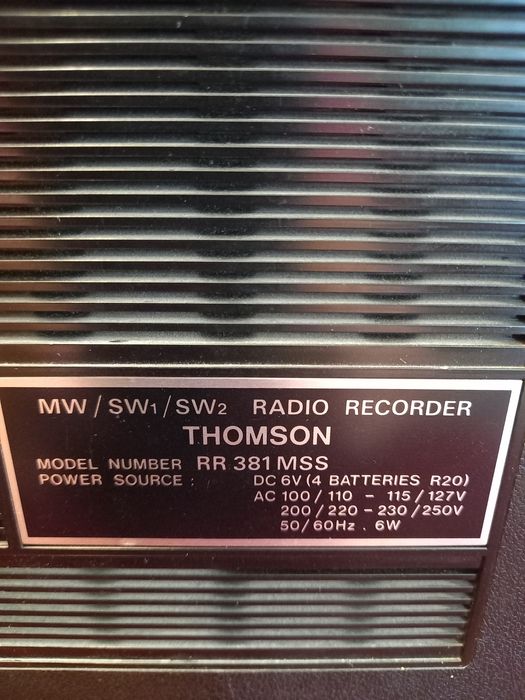 MW / SW1 / SW2 RADIO RECORDER
THOMSON
MODEL NUMBER RR 381 MSS
POWER SOURCE : DC 6V (4 BATTERIES R20)
AC 100 / 110 - 115 / 127V
200 / 220 - 230 / 250V
50 / 60Hz . 6W